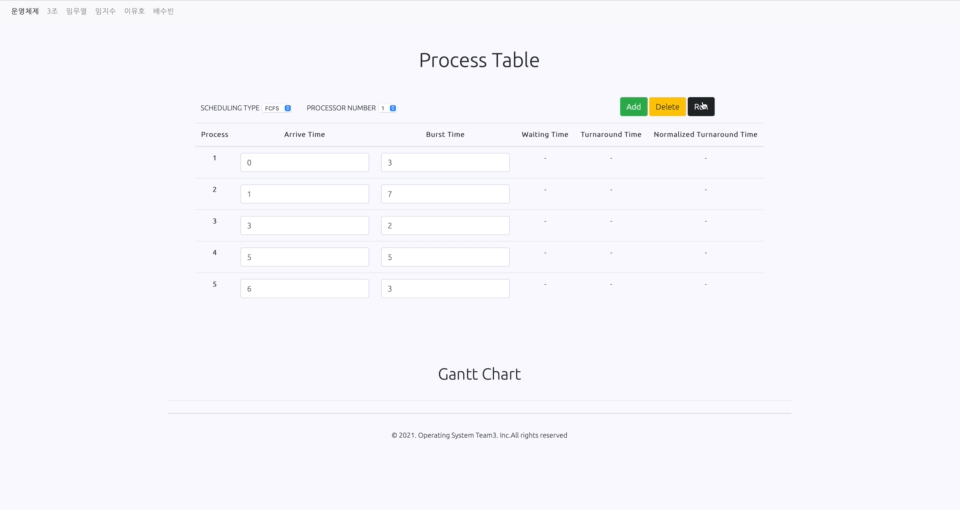 운영체제 3조 임우열 임지수 이유호 배수빈
Process Table
SCHEDULING TYPE FCFS PROCESSOR NUMBER 1 Add Delete
Process Arrive Time Burst Time Waiting Time Turnaround Time Normalized Turnaround Time
1 0 3 - - -
2 1 7 - - -
3 3 2 - - -
4 5 5 - - -
5 6 3 - - -
Gantt Chart
© 2021. Operating System Team3. Inc.All rights reserved